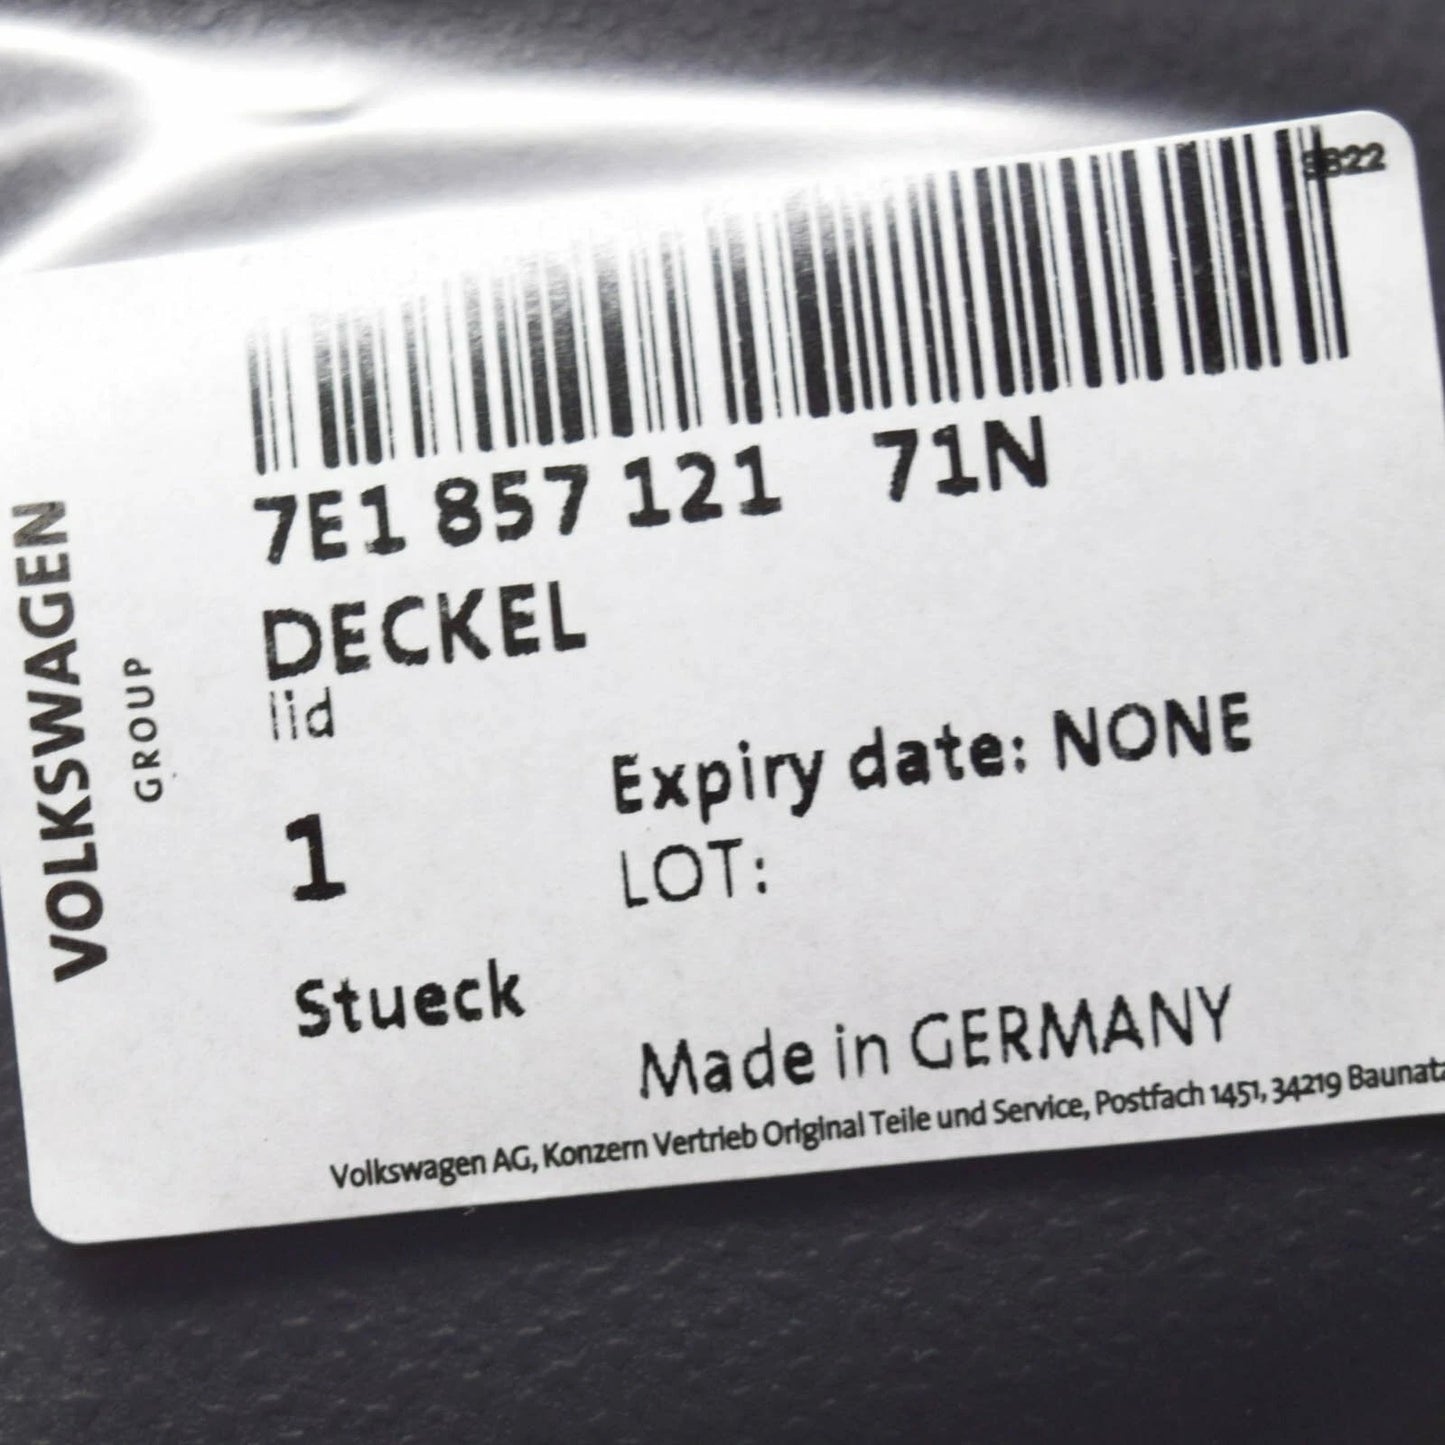 7E1 857 121 71N
DECKEL
lid
Expiry date: NONE
1
LOT:
Stueck
Made in GERMANY
Volkswagen AG, Konzern Vertrieb Original Teile und Service, Postfach 1451, 34219
VOLKSWAGEN
GROUP